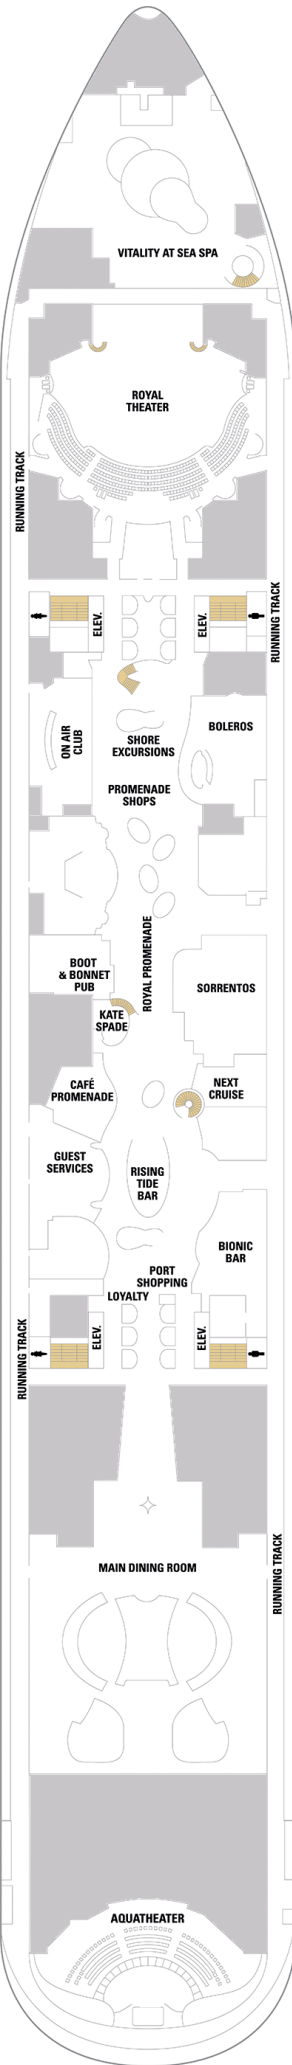 VITALITY AT SEA SPA
ROYAL
THEATER
RUNNING TRACK
RUNNING TRACK
ELEV.
ELEV.
ON AIR
CLUB
SHORE
EXCURSIONS
BOLEROS
PROMENADE
SHOPS
ROYAL PROMENADE
BOOT
& BONNET
PUB
SORRENTOS
KATE
SPADE
CAFÉ
PROMENADE
NEXT
CRUISE
GUEST
SERVICES
RISING
TIDE
BAR
BIONIC
BAR
PORT
SHOPPING
LOYALTY
RUNNING TRACK
ELEV.
ELEV.
RUNNING TRACK
MAIN DINING ROOM
AQUATHEATER